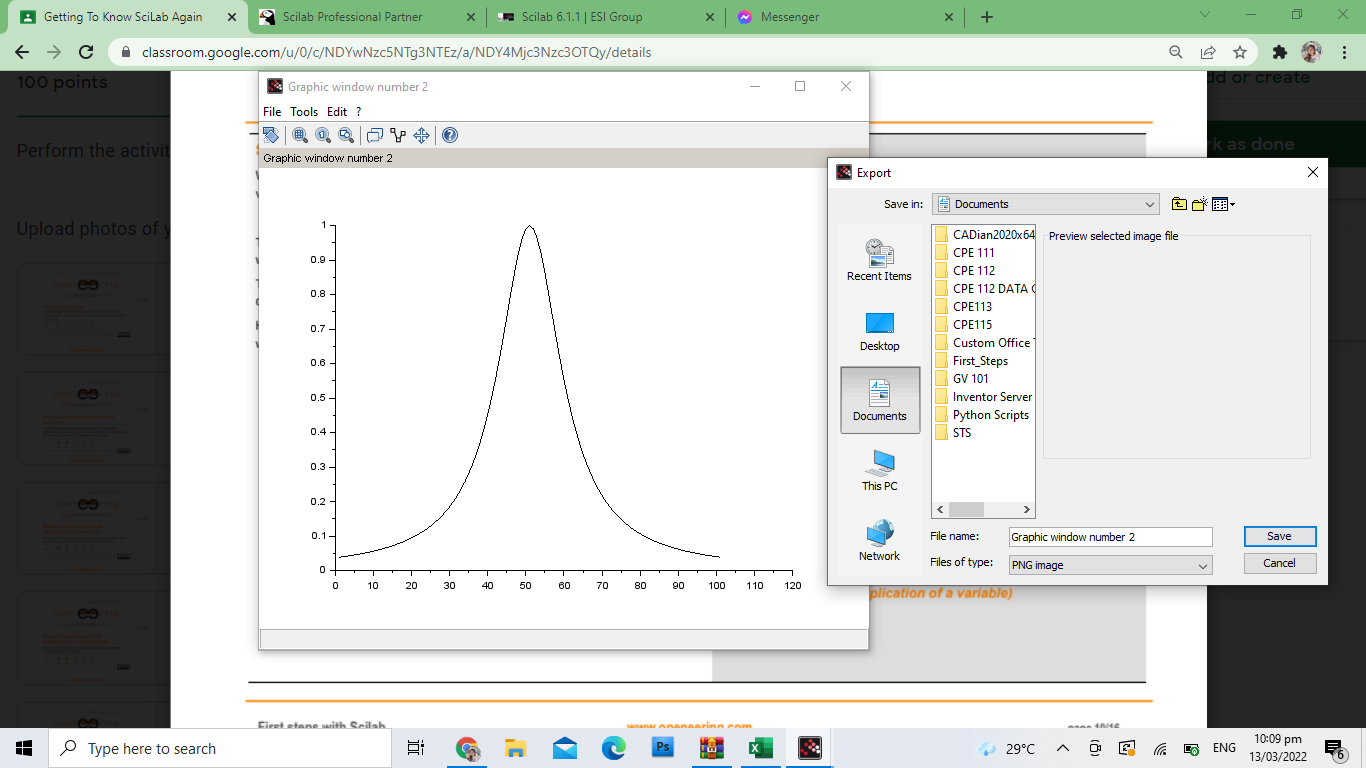 Getting To Know SciLab Again
Scilab Professional Partner
Scilab 6.1.1 | ESI Group
Messenger
classroom.google.com/u/0/c/NDYwNzc5NTg3NTEz/a/NDY4Mjc3Nzc3OTQy/details
100 points
dd or create
rk as done
Perform the activit
Upload photos of y
Graphic window number 2
File Tools Edit ?
Graphic window number 2
1
0.9
0.8
0.7
0.6
0.5
0.4
0.3
0.2
0.1
0
0 10 20 30 40 50 60 70 80 90 100 110 120
Export
Save in: Documents
Recent Items
Desktop
Documents
This PC
Network
CADian2020x64
CPE 111
CPE 112
CPE 112 DATA
CPE113
CPE115
Custom Office
First_Steps
GV 101
Inventor Server
Python Scripts
STS
Preview selected image file
File name: Graphic window number 2
Save
Files of type: PNG image
Cancel
plication of a variable)
First steps with Scilab
www.openeering.com
page 10/16
Type here to search
Ps
29°C
ENG
10:09 pm
13/03/2022
6